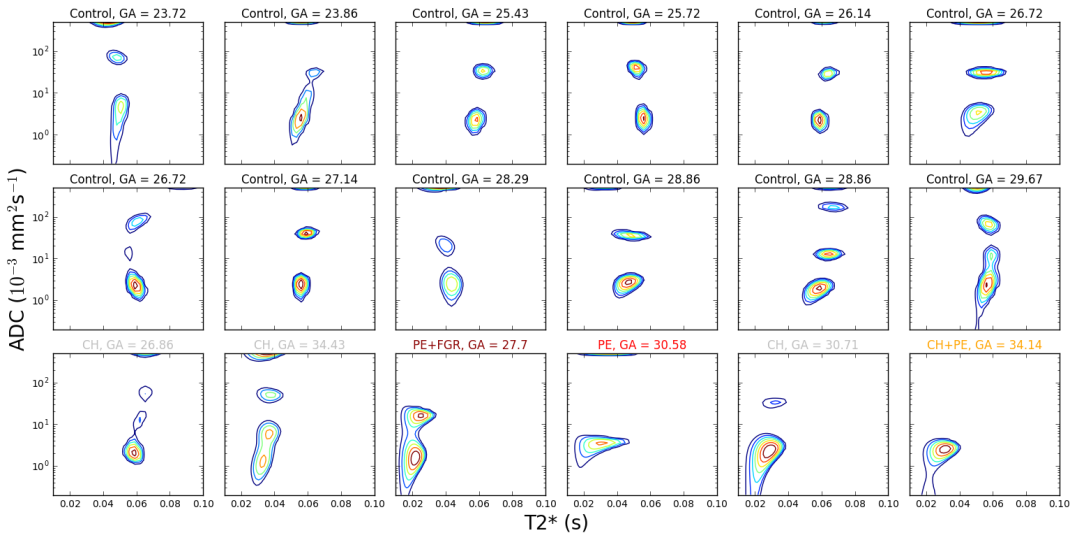 Control, GA = 23.72 Control, GA = 23.86 Control, GA = 25.43 Control, GA = 25.72 Control, GA = 26.14 Control, GA = 26.72
10²
10¹
10⁰
Control, GA = 26.72 Control, GA = 27.14 Control, GA = 28.29 Control, GA = 28.86 Control, GA = 28.86 Control, GA = 29.67
ADC (10⁻³ mm²s⁻¹)
10²
10¹
10⁰
CH, GA = 26.86 CH, GA = 34.43 PE+FGR, GA = 27.7 PE, GA = 30.58 CH, GA = 30.71 CH+PE, GA = 34.14
10²
10¹
10⁰
0.02 0.04 0.06 0.08 0.10 0.02 0.04 0.06 0.08 0.10 0.02 0.04 0.06 0.08 0.10 0.02 0.04 0.06 0.08 0.10 0.02 0.04 0.06 0.08 0.10 0.02 0.04 0.06 0.08 0.10
T2* (s)